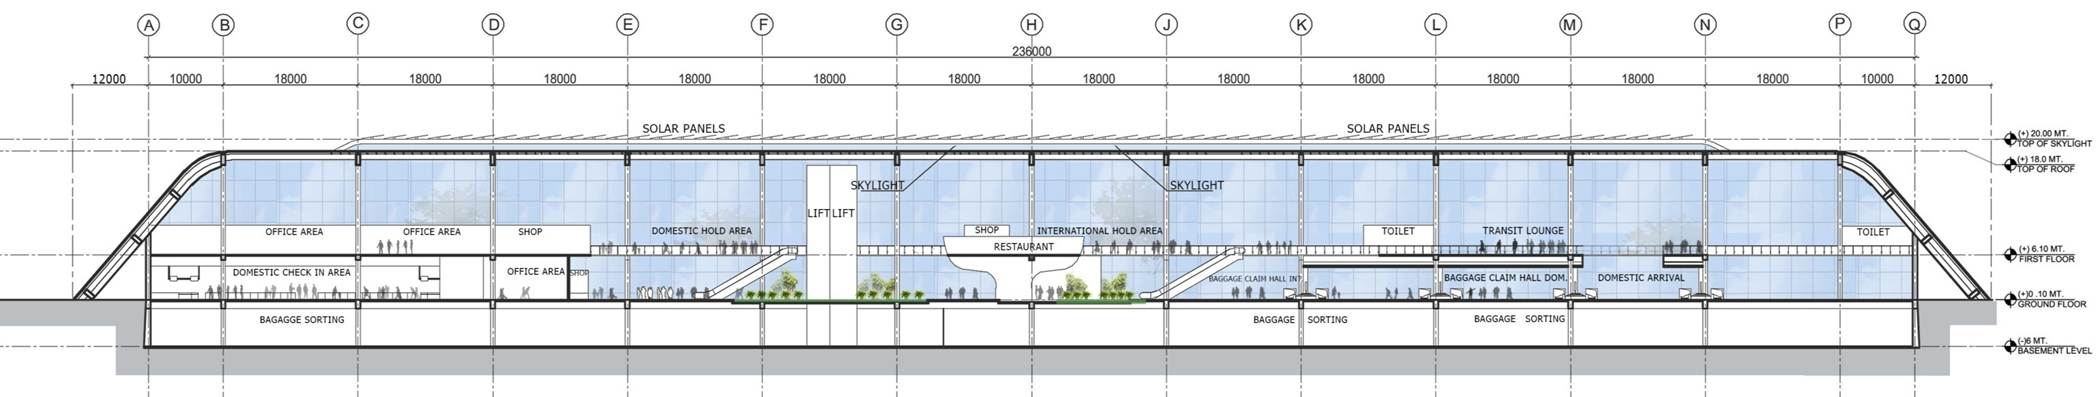 A B C D E F G H J K L M N P Q
236000
12000 10000 18000 18000 18000 18000 18000 18000 18000 18000 18000 18000 18000 18000 10000 12000
SOLAR PANELS SOLAR PANELS
(+) 20.00 MT.
TOP OF SKYLIGHT
(+) 18.0 MT.
TOP OF ROOF
SKYLIGHT SKYLIGHT
LIFT LIFT
OFFICE AREA OFFICE AREA SHOP DOMESTIC HOLD AREA SHOP INTERNATIONAL HOLD AREA TOILET TRANSIT LOUNGE TOILET
RESTAURANT
(+) 6.10 MT.
FIRST FLOOR
DOMESTIC CHECK IN AREA OFFICE AREA SHOP BAGGAGE CLAIM HALL INT BAGGAGE CLAIM HALL DOM. DOMESTIC ARRIVAL
(+)0 .10 MT.
GROUND FLOOR
BAGAGGE SORTING BAGGAGE SORTING BAGGAGE SORTING
(-)6 MT.
BASEMENT LEVEL